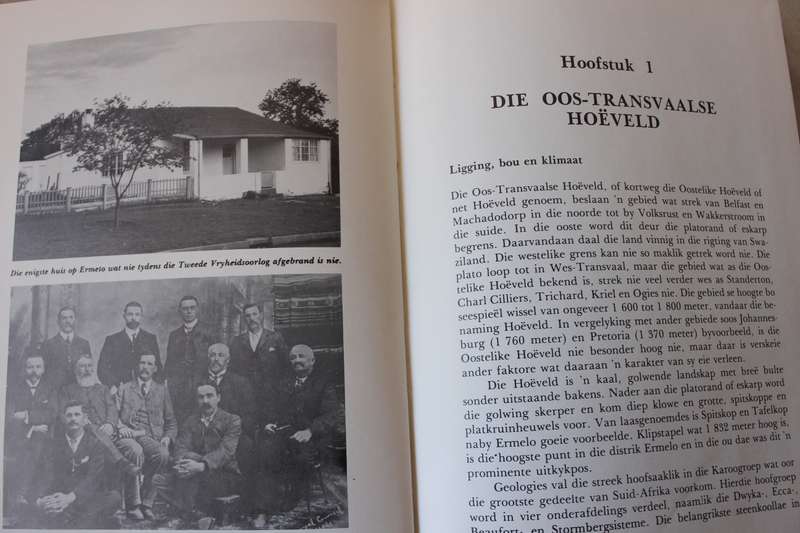 Die enigste huis op Ermelo wat nie tydens die Tweede Vryheidsoorlog afgebrand is nie.
Hoofstuk 1
DIE OOS-TRANSVAALSE
HOËVELD
Ligging, bou en klimaat
Die Oos-Transvaalse Hoëveld, of kortweg die Oostelike Hoëveld of
net Hoëveld genoem, beslaan 'n gebied wat strek van Belfast en
Machadodorp in die noorde tot by Volksrust en Wakkerstroom in
die suide. In die ooste word dit deur die platorand of eskarp
begrens. Daarvandaan daal die land vinnig in die rigting van Swa-
ziland. Die westelike grens kan nie so maklik getrek word nie. Die
plato loop tot in Wes-Transvaal, maar die gebied wat as die Oos-
telike Hoëveld bekend is, strek nie veel verder wes as Standerton,
Charl Cilliers, Trichard, Kriel en Ogies nie. Die gebied se hoogte bo
seespieël wissel van ongeveer 1 600 tot 1 800 meter, vandaar die be-
naming Hoëveld. In vergelyking met ander gebiede soos Johannes-
burg (1 760 meter) en Pretoria (1 370 meter) byvoorbeeld, is die
Oostelike Hoëveld nie besonder hoog nie, maar daar is verskeie
ander faktore wat daaraan 'n karakter van sy eie verleen.
Die Hoëveld is 'n kaal, golwende landskap met breë bulte
sonder uitstaande bakens. Nader aan die platorand of eskarp word
die golwing skerper en kom diep klowe en grotte, spitskoppe en
platkruinheuwels voor. Van laasgenoemdes is Spitskop en Tafelkop
naby Ermelo goeie voorbeelde. Klipstapel wat 1 832 meter hoog is,
is die hoogste punt in die distrik Ermelo en in die ou dae was dit 'n
prominente uitkykpos.
Geologies val die streek hoofsaaklik in die Karoogroep wat oor
die grootste gedeelte van Suid-Afrika voorkom. Hierdie hoofgroep
word in vier onderafdelings verdeel, naamlik die Dwyka-, Ecca-,
Beaufort- en Stormbergsisteme. Die belangrikste steenkoollae in